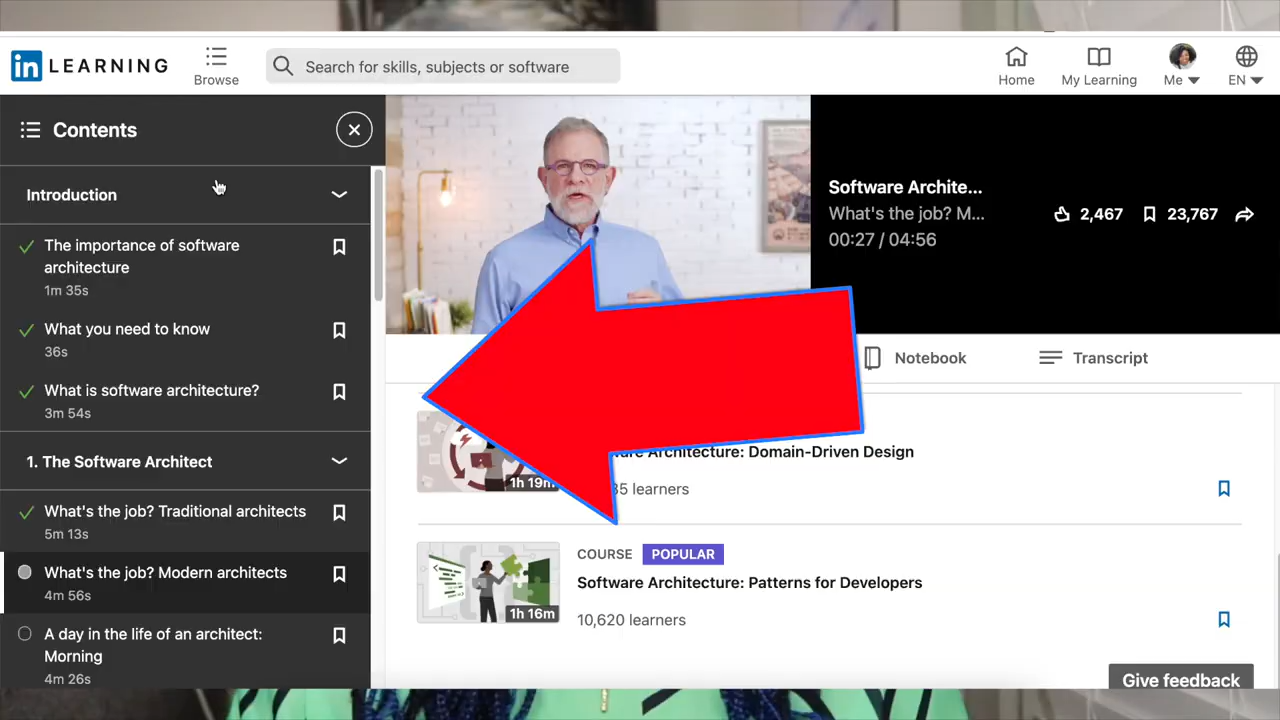 in LEARNING
Browse
Search for skills, subjects or software
Home
My Learning
Me
EN
Contents
Introduction
The importance of software
architecture
1m 35s
What you need to know
36s
What is software architecture?
3m 54s
1. The Software Architect
What's the job? Traditional architects
5m 13s
What's the job? Modern architects
4m 56s
A day in the life of an architect:
Morning
4m 26s
Software Archite...
What's the job? M...
00:27 / 04:56
2,467
23,767
Notebook
Transcript
1h 19m
Architecture: Domain-Driven Design
learners
1h 16m
COURSE POPULAR
Software Architecture: Patterns for Developers
10,620 learners
Give feedback